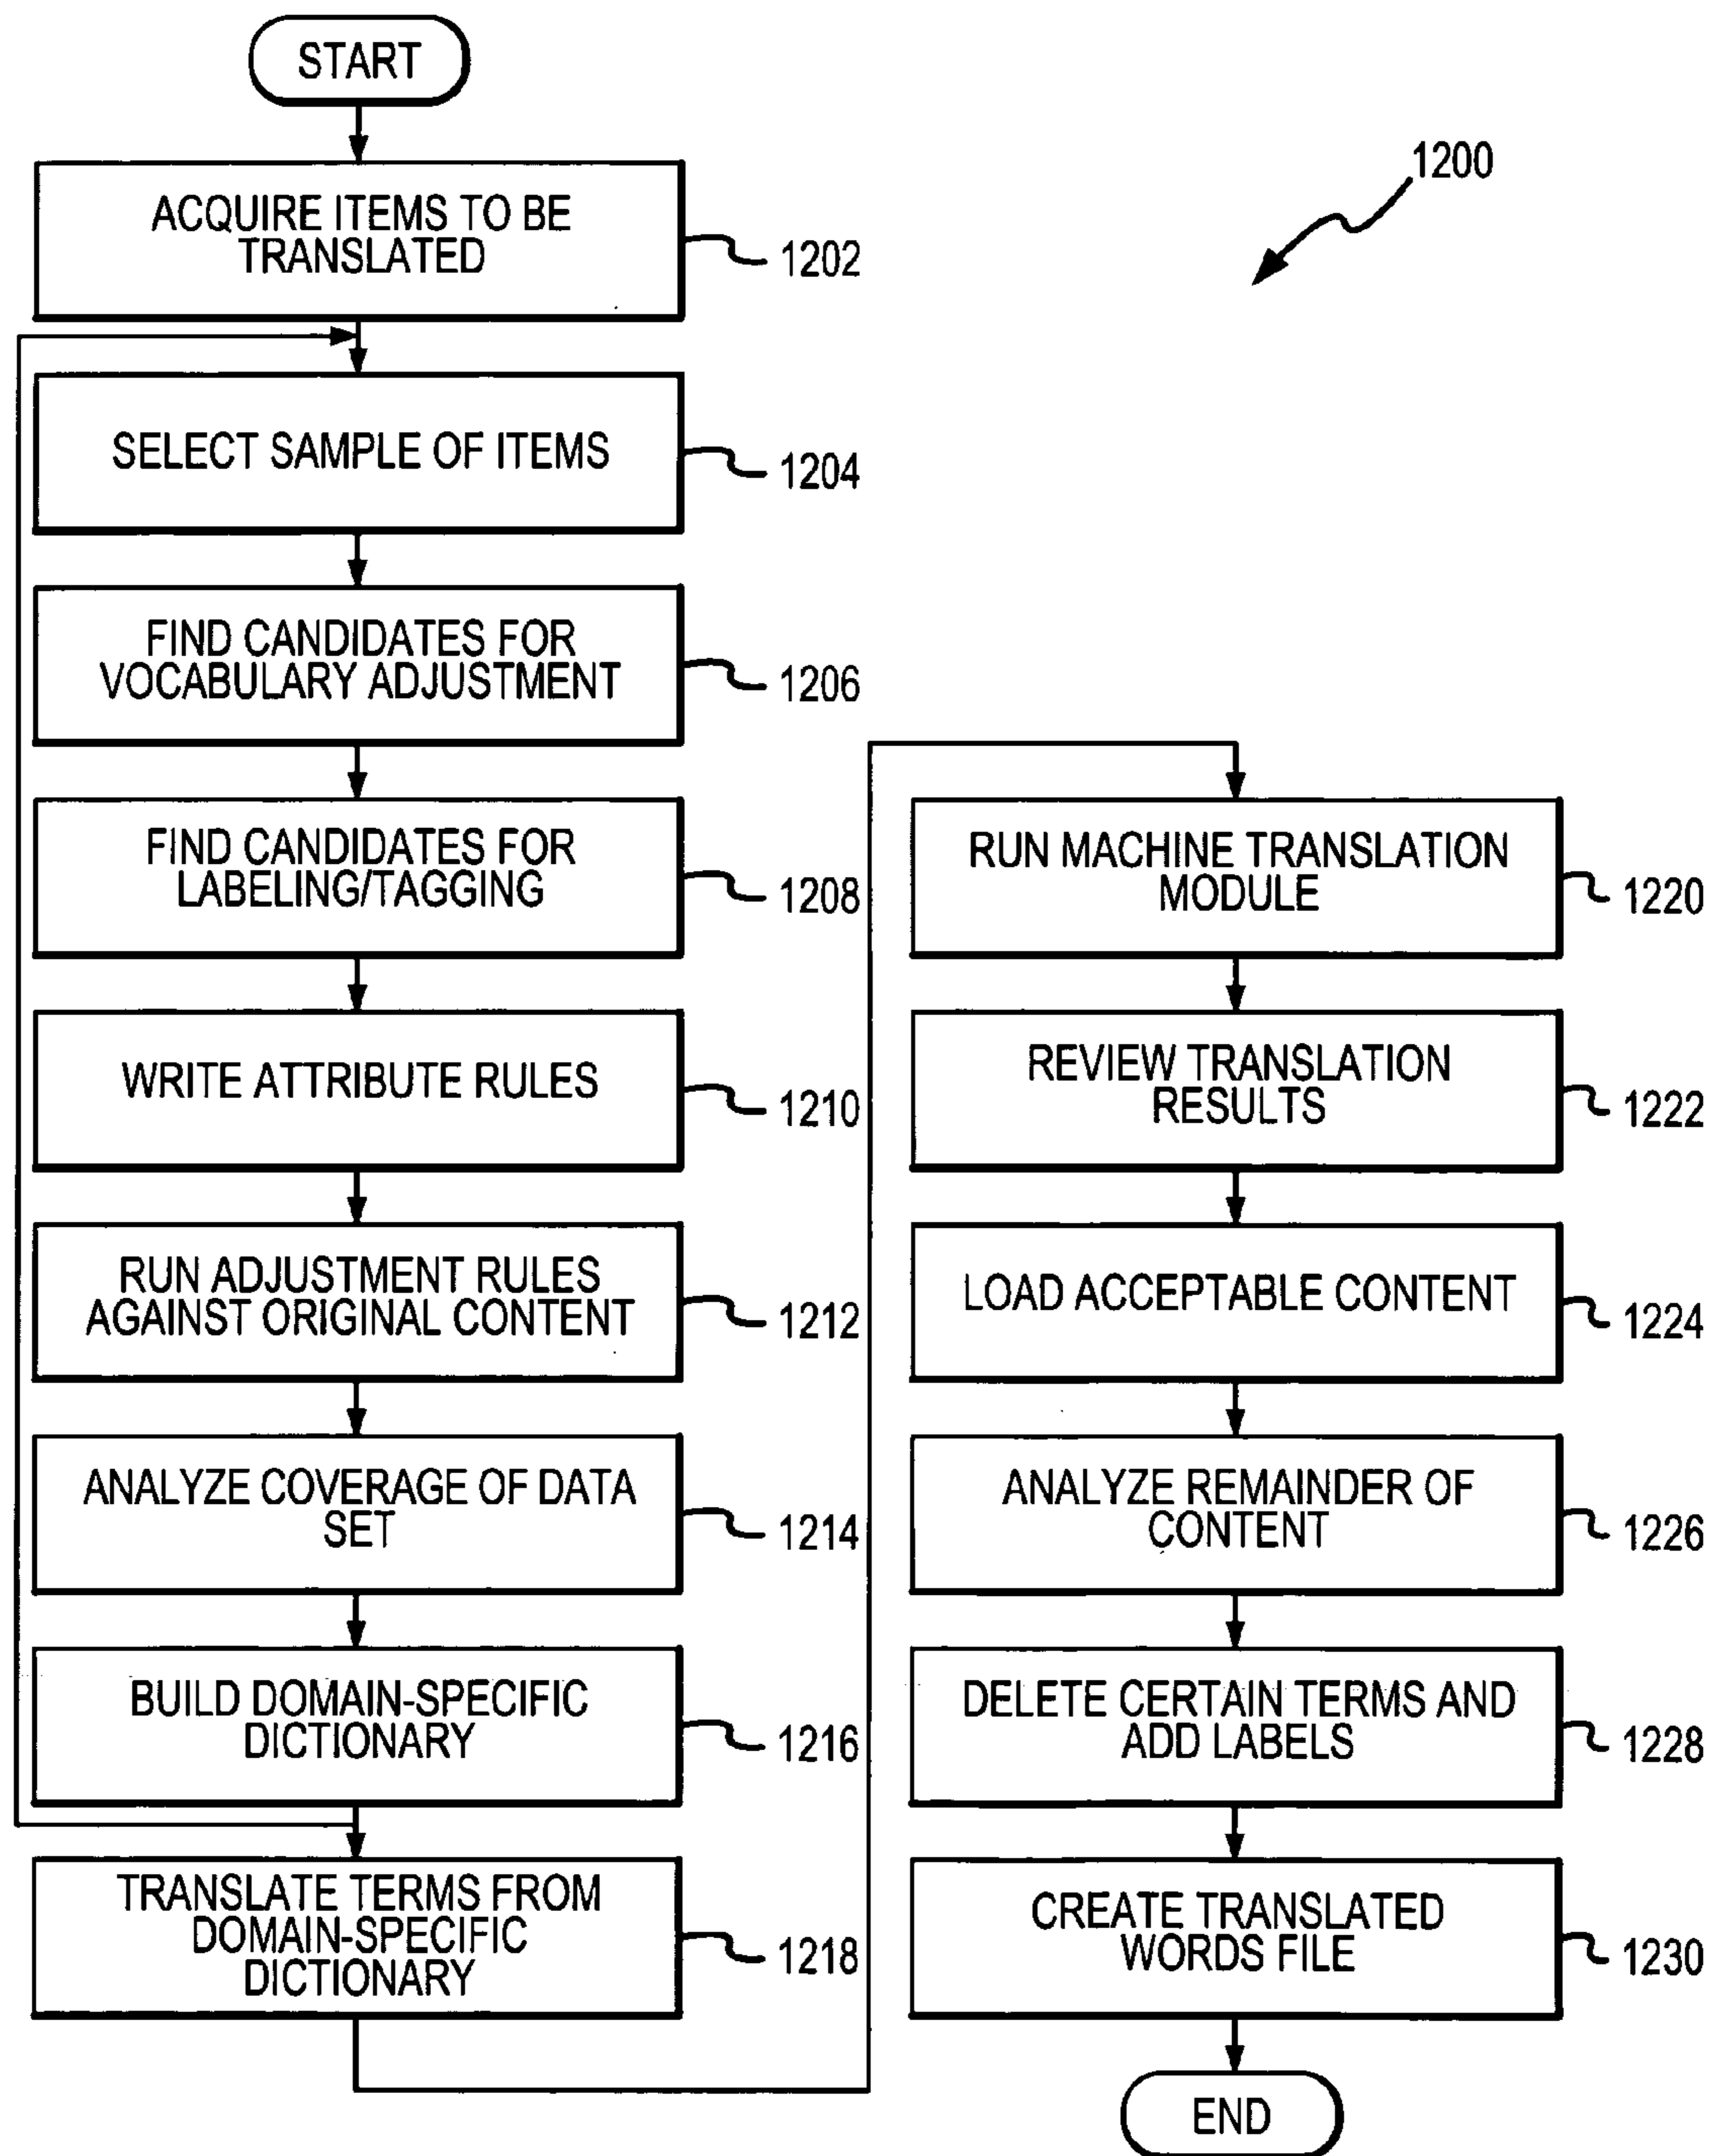 START
ACQUIRE ITEMS TO BE
TRANSLATED
1202
1200
SELECT SAMPLE OF ITEMS
1204
FIND CANDIDATES FOR
VOCABULARY ADJUSTMENT
1206
FIND CANDIDATES FOR
LABELING/TAGGING
1208
WRITE ATTRIBUTE RULES
1210
RUN ADJUSTMENT RULES
AGAINST ORIGINAL CONTENT
1212
ANALYZE COVERAGE OF DATA
SET
1214
BUILD DOMAIN-SPECIFIC
DICTIONARY
1216
TRANSLATE TERMS FROM
DOMAIN-SPECIFIC
DICTIONARY
1218
RUN MACHINE TRANSLATION
MODULE
1220
REVIEW TRANSLATION
RESULTS
1222
LOAD ACCEPTABLE CONTENT
1224
ANALYZE REMAINDER OF
CONTENT
1226
DELETE CERTAIN TERMS AND
ADD LABELS
1228
CREATE TRANSLATED
WORDS FILE
1230
END